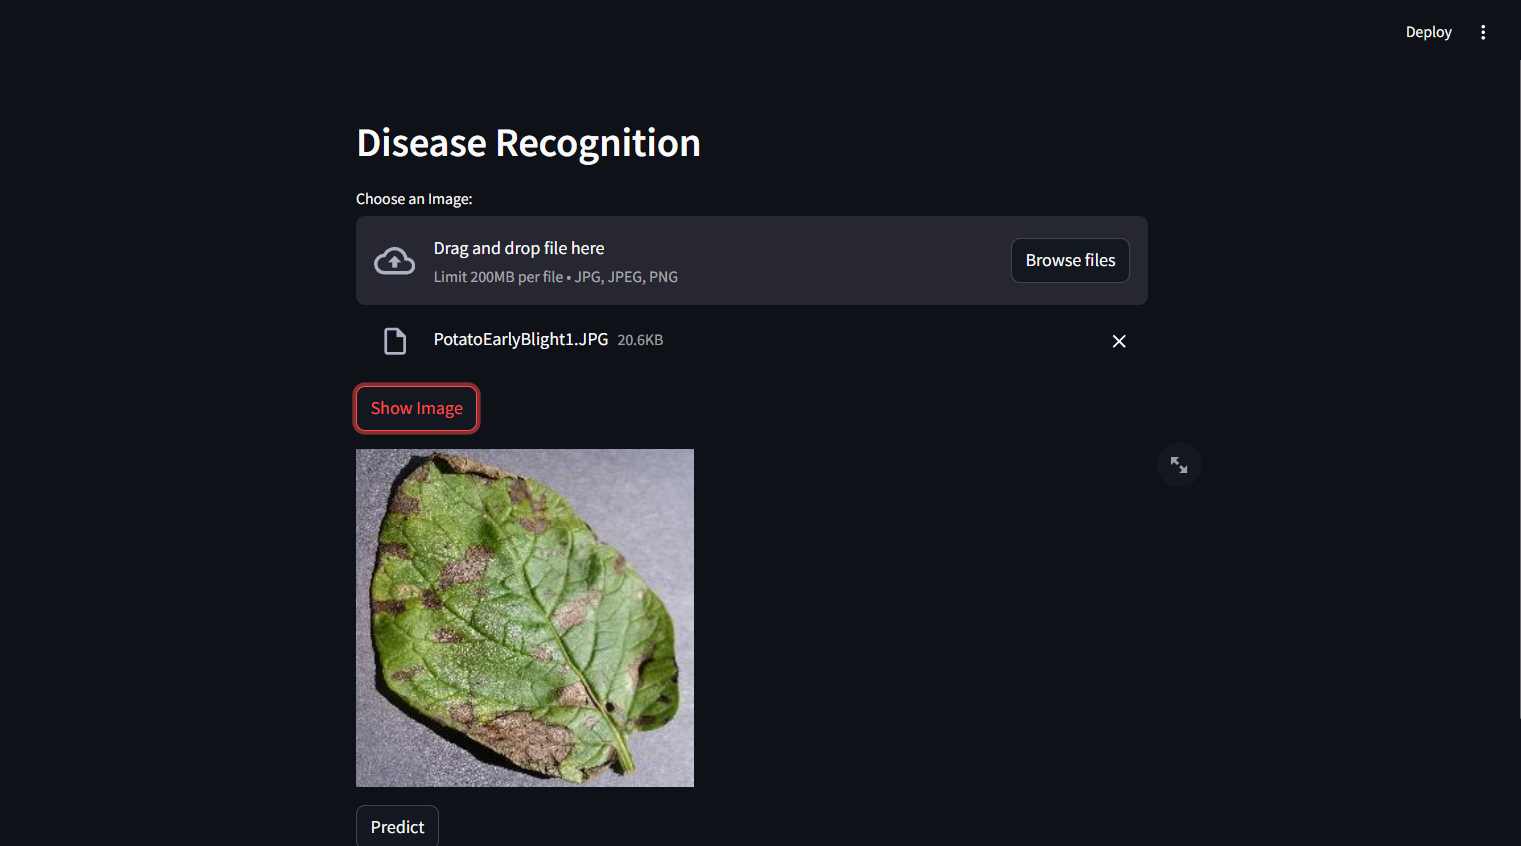 Deploy
Disease Recognition
Choose an Image:
Drag and drop file here
Limit 200MB per file • JPG, JPEG, PNG
Browse files
PotatoEarlyBlight1.JPG 20.6KB
Show Image
Predict